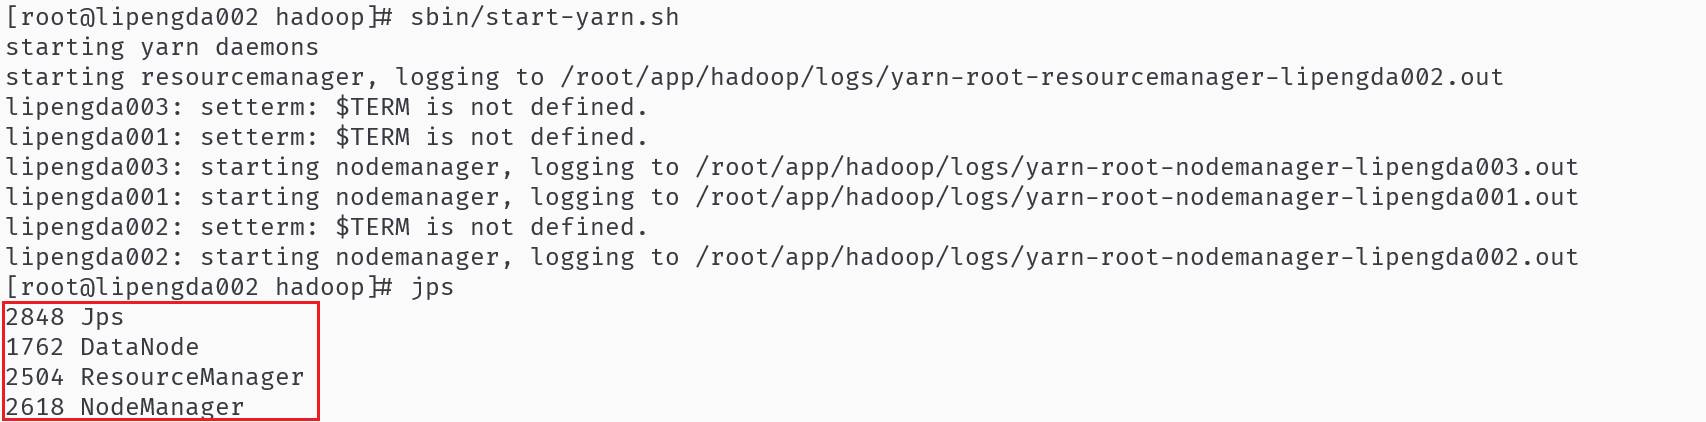 [root@lipengda002 hadoop]# sbin/start-yarn.sh
starting yarn daemons
starting resourcemanager, logging to /root/app/hadoop/logs/yarn-root-resourcemanager-lipengda002.out
lipengda003: setterm: $TERM is not defined.
lipengda001: setterm: $TERM is not defined.
lipengda003: starting nodemanager, logging to /root/app/hadoop/logs/yarn-root-nodemanager-lipengda003.out
lipengda001: starting nodemanager, logging to /root/app/hadoop/logs/yarn-root-nodemanager-lipengda001.out
lipengda002: setterm: $TERM is not defined.
lipengda002: starting nodemanager, logging to /root/app/hadoop/logs/yarn-root-nodemanager-lipengda002.out
[root@lipengda002 hadoop]# jps
2848 Jps
1762 DataNode
2504 ResourceManager
2618 NodeManager